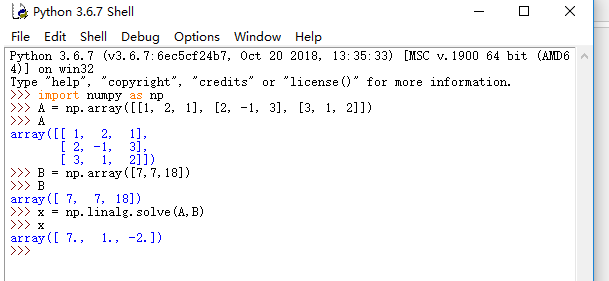 Python 3.6.7 Shell
File Edit Shell Debug Options Window Help
Python 3.6.7 (v3.6.7:6ec5cf24b7, Oct 20 2018, 13:35:33) [MSC v.1900 64 bit (AMD6
4)] on win32
Type "help", "copyright", "credits" or "license()" for more information.
>>> import numpy as np
>>> A = np.array([[1, 2, 1], [2, -1, 3], [3, 1, 2]])
>>> A
array([[ 1,  2,  1],
       [ 2, -1,  3],
       [ 3,  1,  2]])
>>> B = np.array([7,7,18])
>>> B
array([ 7,  7, 18])
>>> x = np.linalg.solve(A,B)
>>> x
array([ 7.,  1., -2.])
>>>